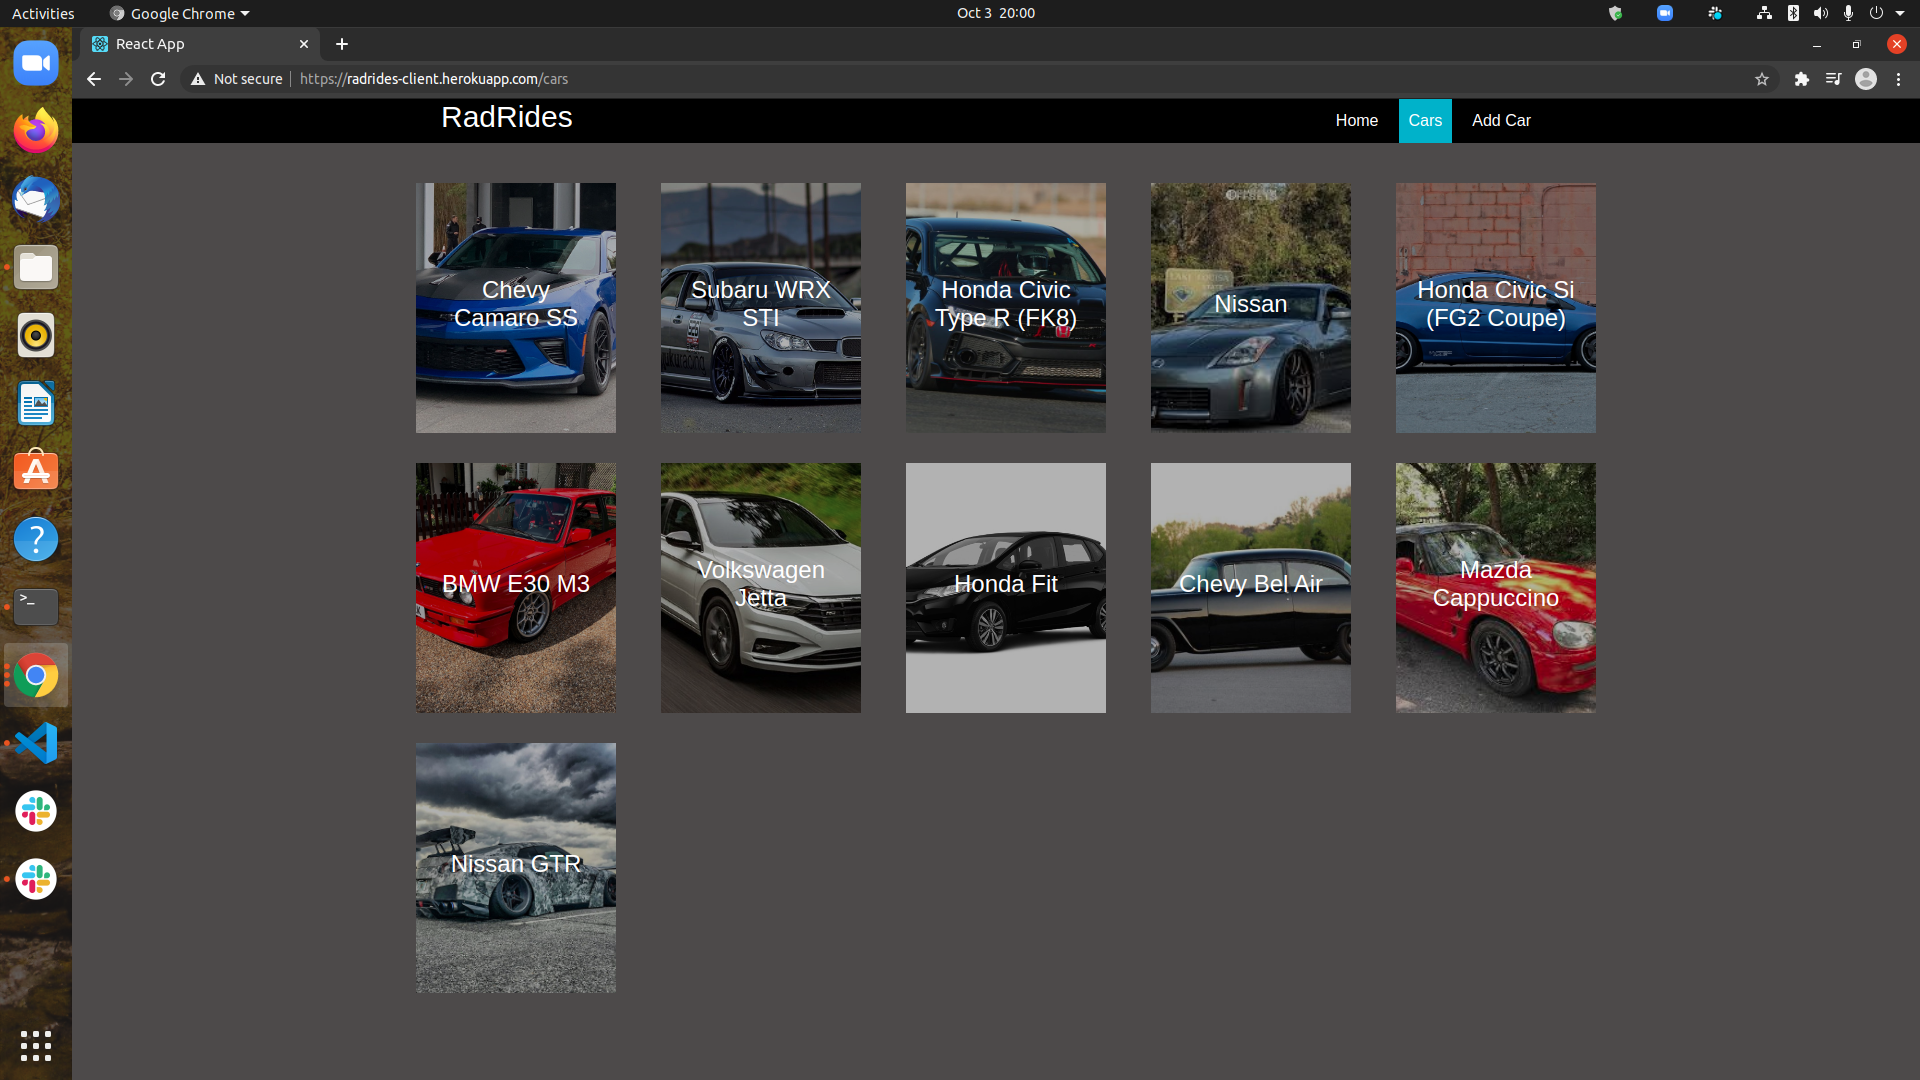 Activities
Google Chrome
Oct 3 20:00
React App
Not secure
https://radrides-client.herokuapp.com/cars
RadRides
Home
Cars
Add Car
Chevy
Camaro SS
Subaru WRX
STI
Honda Civic
Type R (FK8)
Nissan
Honda Civic Si
(FG2 Coupe)
BMW E30 M3
Volkswagen
Jetta
Honda Fit
Chevy Bel Air
Mazda
Cappuccino
Nissan GTR